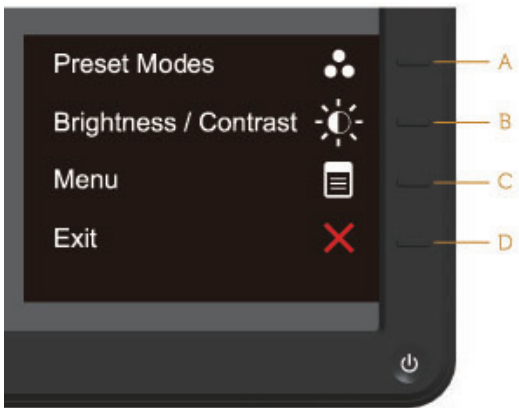 Preset Modes
A
Brightness / Contrast
B
Menu
C
Exit
D